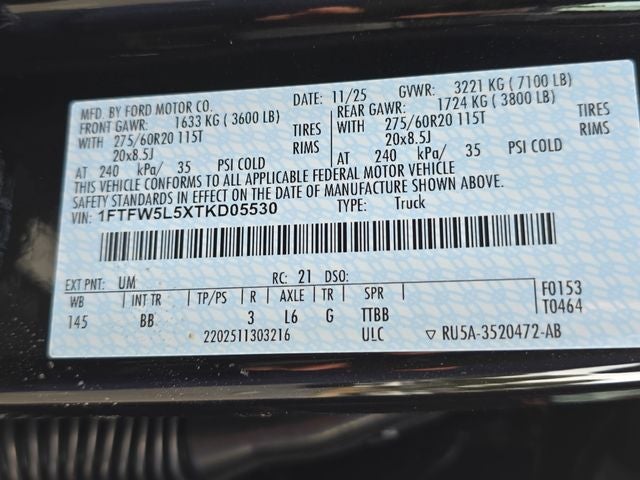 MFD. BY FORD MOTOR CO. DATE: 11/25 GVWR: 3221 KG ( 7100 LB)
FRONT GAWR: 1633 KG ( 3600 LB) REAR GAWR: 1724 KG ( 3800 LB)
WITH 275/60R20 115T TIRES WITH 275/60R20 115T TIRES
20x8.5J RIMS 20x8.5J RIMS
AT 240 kPa/ 35 PSI COLD AT 240 kPa/ 35 PSI COLD
THIS VEHICLE CONFORMS TO ALL APPLICABLE FEDERAL MOTOR VEHICLE
SAFETY STANDARDS IN EFFECT ON THE DATE OF MANUFACTURE SHOWN ABOVE.
VIN: 1FTFW5L5XTKD05530 TYPE: Truck
EXT PNT: UM RC: 21 DSO:
WB INT TR TP/PS R AXLE TR SPR F0153
145 BB 3 L6 G TTBB T0464
2202511303216 ULC ▽ RU5A-3520472-AB